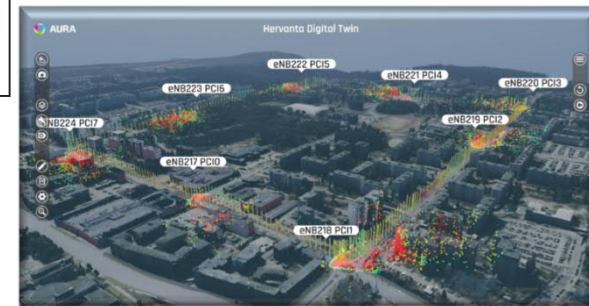 AURA
Hervanta Digital Twin
eNB222 PCI5
eNB221 PCI4
eNB220 PCI3
eNB223 PCI6
eNB219 PCI2
NB224 PCI7
eNB217 PCI0
eNB218 PCI1